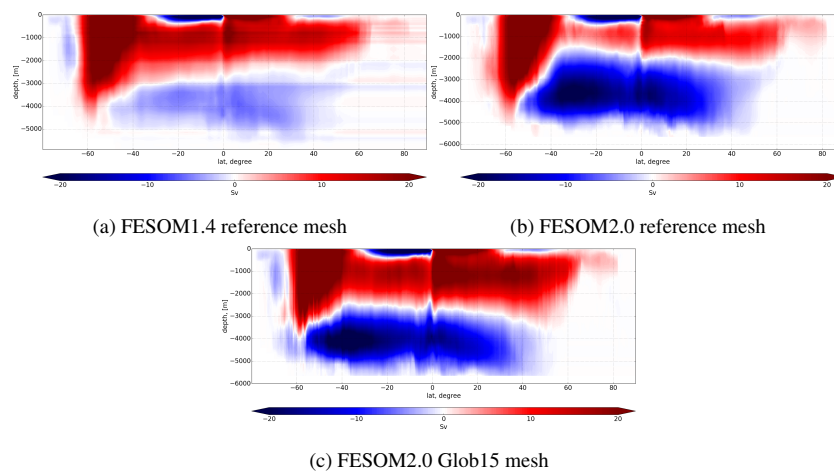 0
−1000
−2000
−3000
−4000
−5000
depth, [m]
−60 −40 −20 0 20 40 60 80
lat, degree
−20 −10 0 10 20
Sv
(a) FESOM1.4 reference mesh
0
−1000
−2000
−3000
−4000
−5000
−6000
depth, [m]
−60 −40 −20 0 20 40 60 80
lat, degree
−20 −10 0 10 20
Sv
(b) FESOM2.0 reference mesh
0
−1000
−2000
−3000
−4000
−5000
−6000
depth, [m]
−60 −40 −20 0 20 40 60 80
lat, degree
−20 −10 0 10 20
Sv
(c) FESOM2.0 Glob15 mesh